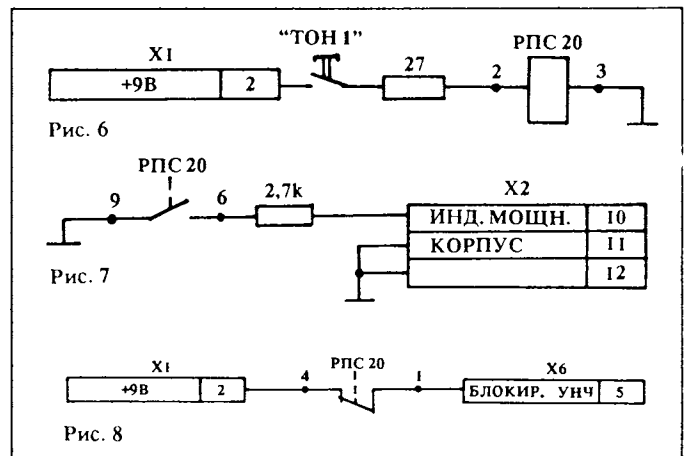 "ТОН 1"
X1
27
РПС 20
+9В 2
2
3
Рис. 6
РПС 20
9
6
2,7k
X2
ИНД. МОЩН. 10
КОРПУС 11
12
Рис. 7
X1
+9В 2
4
РПС 20
1
X6
БЛОКИР. УНЧ 5
Рис. 8